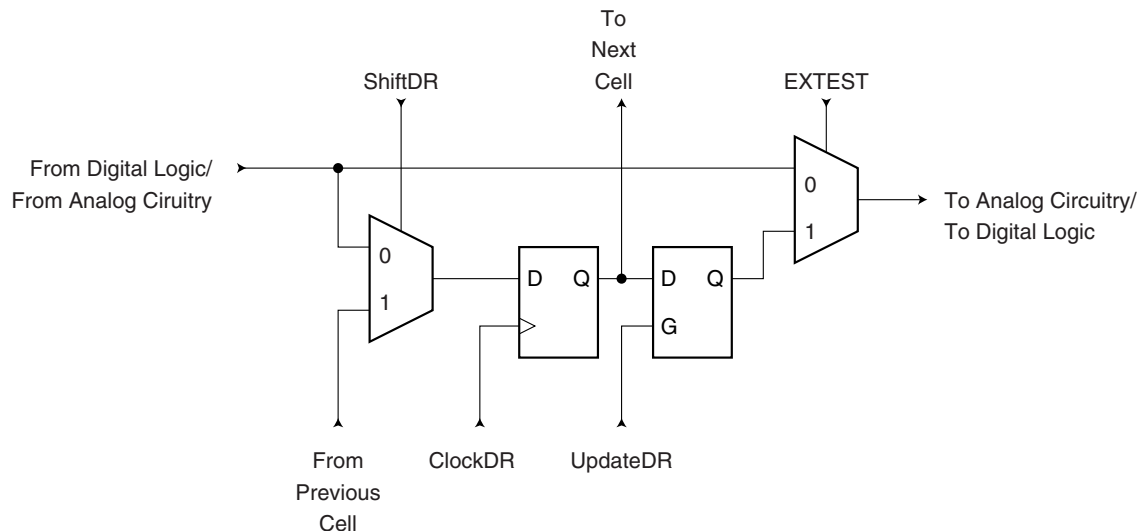 To
Next
Cell
ShiftDR
EXTEST
From Digital Logic/
From Analog Ciruitry
0
1
D
Q
D
Q
G
0
1
To Analog Circuitry/
To Digital Logic
From
Previous
Cell
ClockDR
UpdateDR